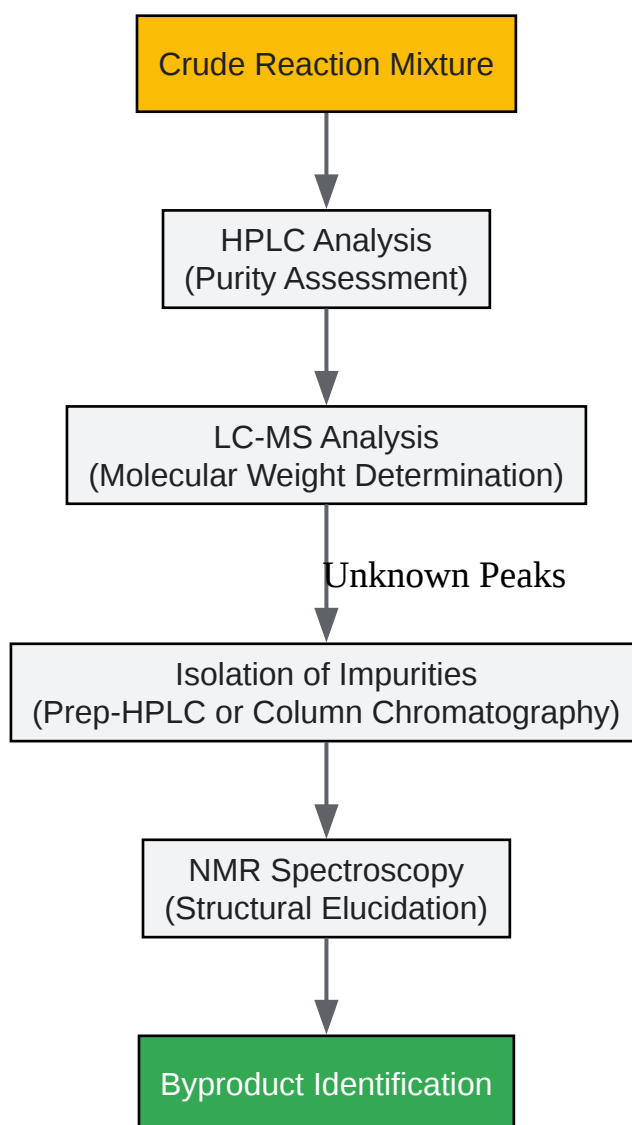 Crude Reaction Mixture
HPLC Analysis
(Purity Assessment)
LC-MS Analysis
(Molecular Weight Determination)
Unknown Peaks
Isolation of Impurities
(Prep-HPLC or Column Chromatography)
NMR Spectroscopy
(Structural Elucidation)
Byproduct Identification